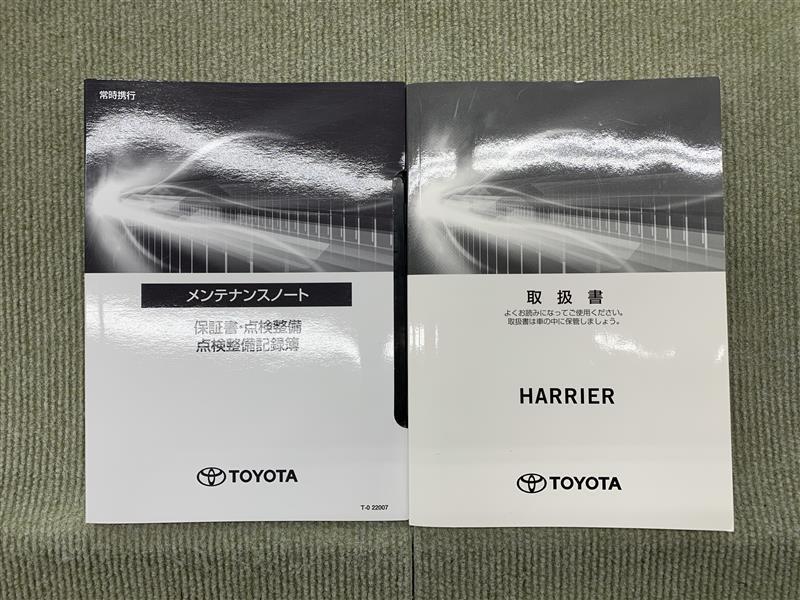 常時携行
メンテナンスノート
保証書・点検整備
点検整備記録簿
TOYOTA
T-0 22007
取扱書
よくお読みになってご使用ください。
取扱書は車の中に保管しましょう。
HARRIER
TOYOTA